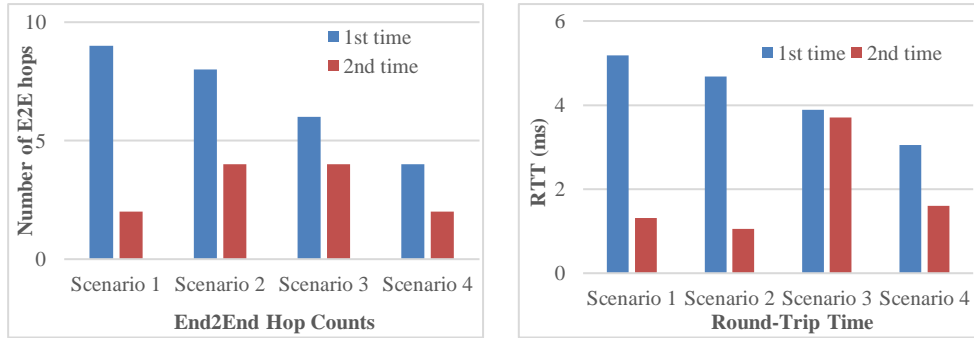 10
5
0
Number of E2E hops
1st time
2nd time
Scenario 1 Scenario 2 Scenario 3 Scenario 4
End2End Hop Counts
6
4
2
0
RTT (ms)
1st time 2nd time
Scenario 1 Scenario 2 Scenario 3 Scenario 4
Round-Trip Time